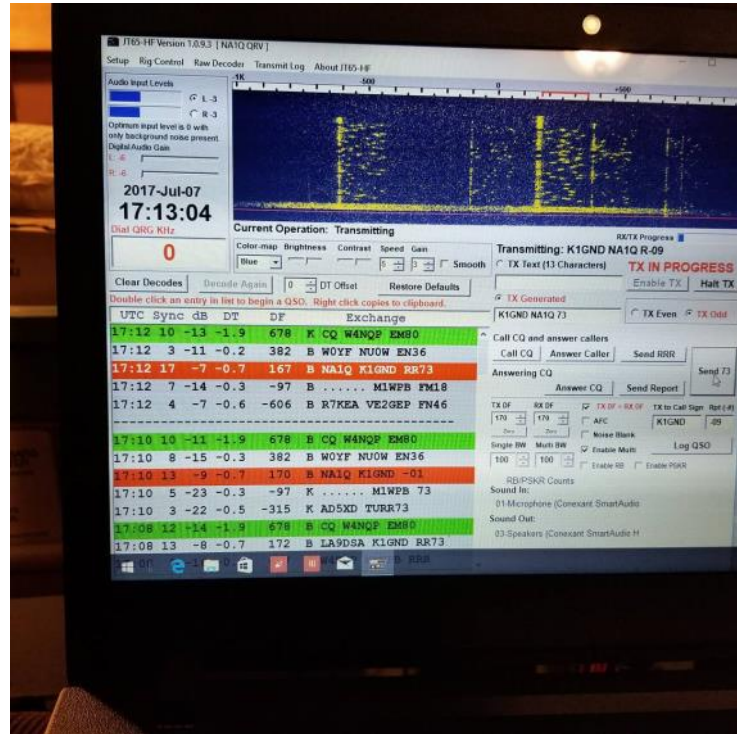 JT65-HF Version 1.0.9.3 [ NA1Q QRV ]
Setup Rig Control Raw Decoder Transmit Log About JT65-HF
Audio Input Levels
L -3
R -3
Optimum input level is 0 with
only background noise present.
Digital Audio Gain
L: -6
R: -6
2017-Jul-07
17:13:04
Dial QRG KHz
0
-1K -500 0 +500
Current Operation: Transmitting
Color-map Brightness Contrast Speed Gain
Blue 5 3 Smooth
Clear Decodes Decode Again 0 DT Offset Restore Defaults
Double click an entry in list to begin a QSO. Right click copies to clipboard.
UTC Sync dB DT DF Exchange
17:12 10 -13 -1.9 678 K CQ W4NQP EM80
17:12 3 -11 -0.2 382 B W0YF NU0W EN36
17:12 17 -7 -0.7 167 B NA1Q K1GND RR73
17:12 7 -14 -0.3 -97 B ...... M1WPB FM18
17:12 4 -7 -0.6 -606 B R7KEA VE2GEP FN46
17:10 10 -11 -1.9 678 B CQ W4NQP EM80
17:10 8 -15 -0.3 382 B W0YF NU0W EN36
17:10 13 -9 -0.7 170 B NA1Q K1GND -01
17:10 5 -23 -0.3 -97 K ...... M1WPB 73
17:10 3 -22 -0.5 -315 K AD5XD TURR73
17:08 12 -14 -1.9 678 B CQ W4NQP EM80
17:08 13 -8 -0.7 172 B LA9DSA K1GND RR73
RX/TX Progress
Transmitting: K1GND NA1Q R-09
TX Text (13 Characters) TX IN PROGRESS
Enable TX Halt TX
TX Generated
K1GND NA1Q 73 TX Even TX Odd
Call CQ and answer callers
Call CQ Answer Caller Send RRR
Answering CQ Send 73
Answer CQ Send Report
TX DF RX DF TX DF = RX DF TX to Call Sign Rpt (-#)
170 170 AFC K1GND -09
Zero Zero Noise Blank
Single BW Multi BW Enable Multi Log QSO
100 100 Enable RB Enable PSKR
RB/PSKR Counts
Sound In:
01-Microphone (Conexant SmartAudio
Sound Out:
03-Speakers (Conexant SmartAudio H